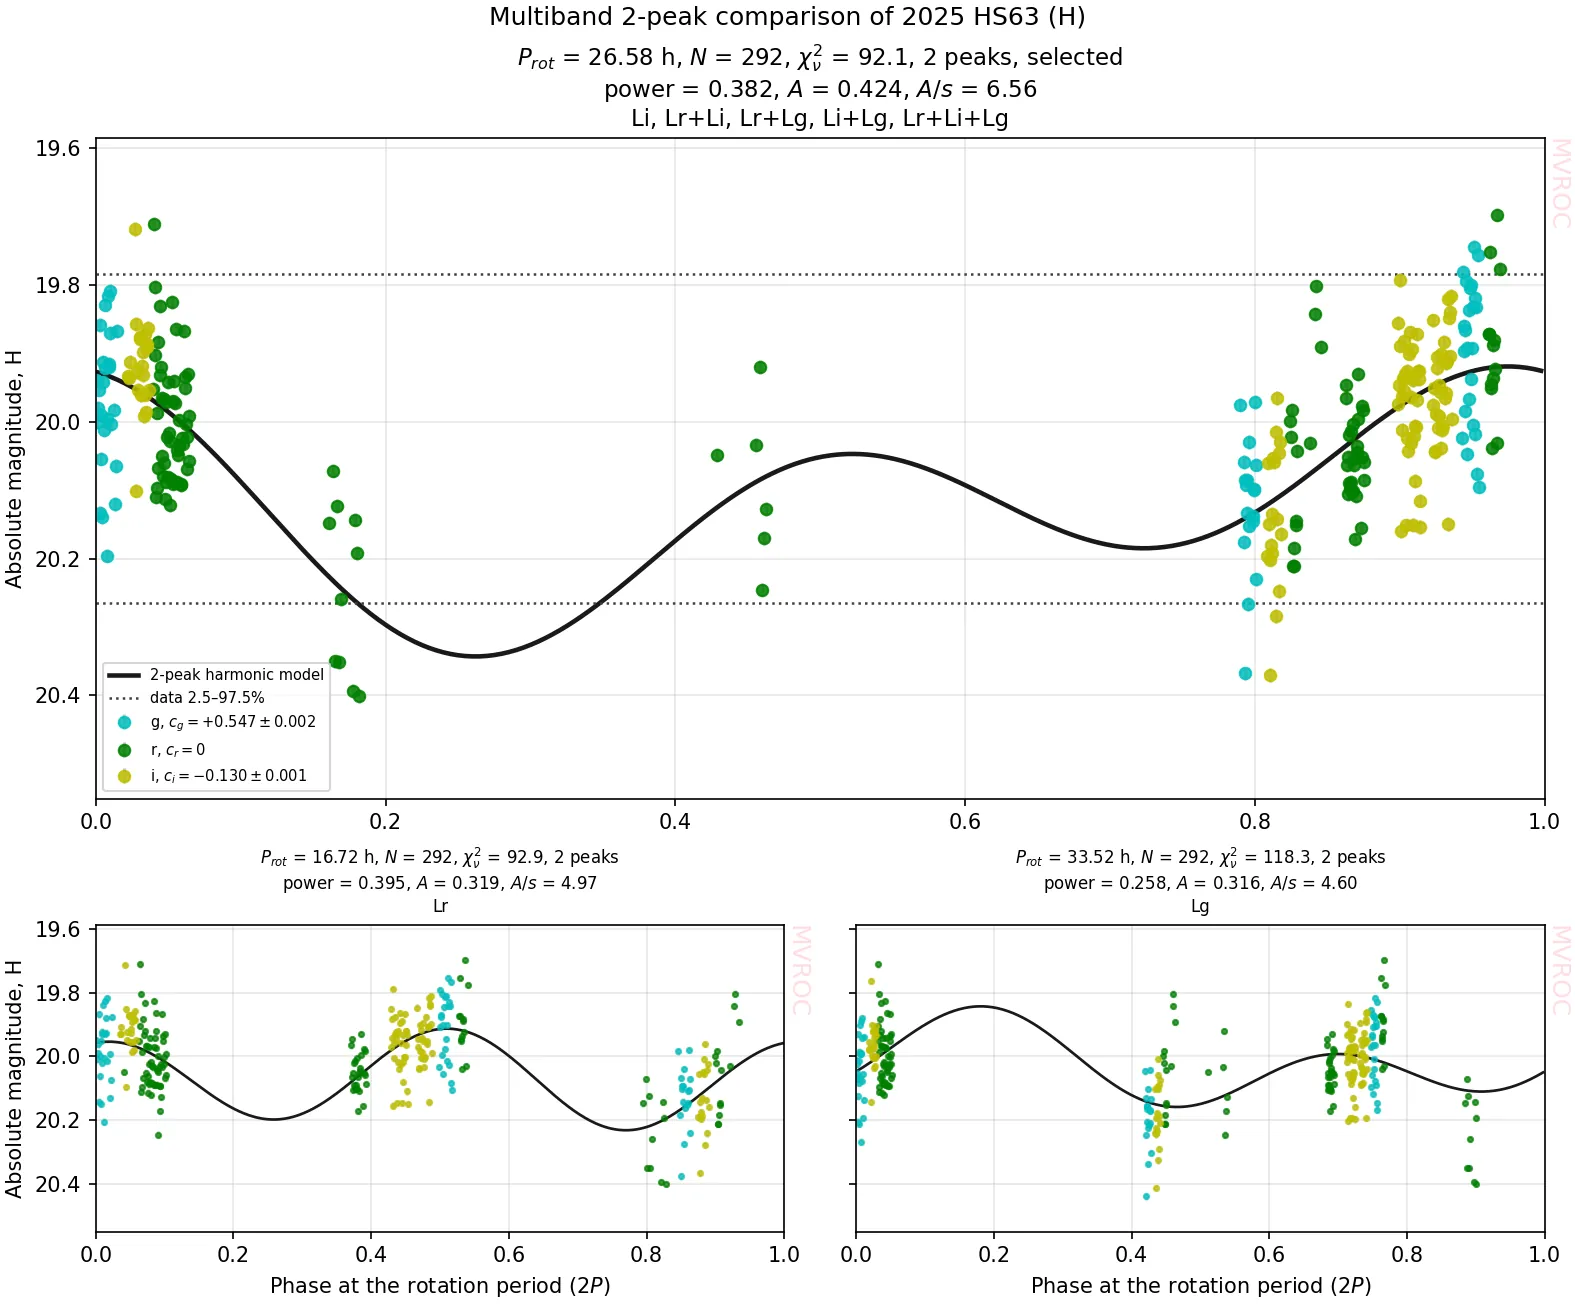 Multiband 2-peak comparison of 2025 HS63 (H)
P_rot = 26.58 h, N = 292, χ²_ν = 92.1, 2 peaks, selected
power = 0.382, A = 0.424, A/s = 6.56
Li, Lr+Li, Lr+Lg, Li+Lg, Lr+Li+Lg
MVROC
19.6
19.8
20.0
20.2
20.4
Absolute magnitude, H
2-peak harmonic model
data 2.5–97.5%
g, c_g = +0.547 ± 0.002
r, c_r = 0
i, c_i = −0.130 ± 0.001
0.0 0.2 0.4 0.6 0.8 1.0
P_rot = 16.72 h, N = 292, χ²_ν = 92.9, 2 peaks
power = 0.395, A = 0.319, A/s = 4.97
Lr
MVROC
19.6
19.8
20.0
20.2
20.4
Absolute magnitude, H
0.0 0.2 0.4 0.6 0.8 1.0
Phase at the rotation period (2P)
P_rot = 33.52 h, N = 292, χ²_ν = 118.3, 2 peaks
power = 0.258, A = 0.316, A/s = 4.60
Lg
MVROC
0.0 0.2 0.4 0.6 0.8 1.0
Phase at the rotation period (2P)